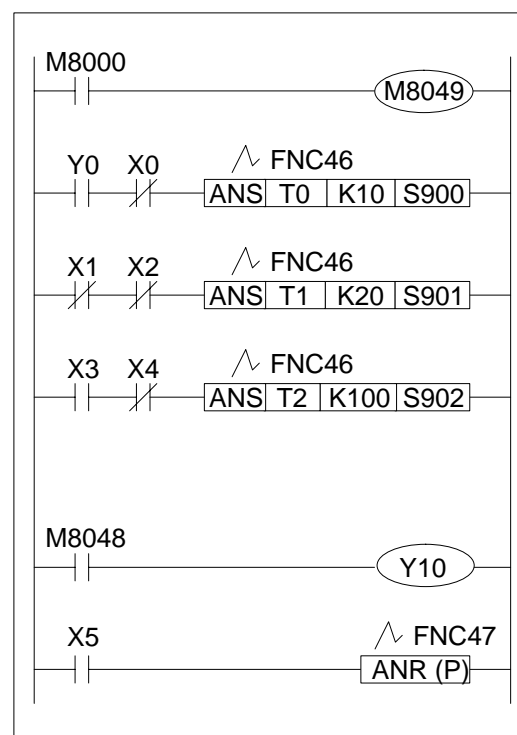 M8000
M8049
FNC46
Y0 X0
ANS T0 K10 S900
FNC46
X1 X2
ANS T1 K20 S901
FNC46
X3 X4
ANS T2 K100 S902
M8048
Y10
X5 FNC47
ANR (P)